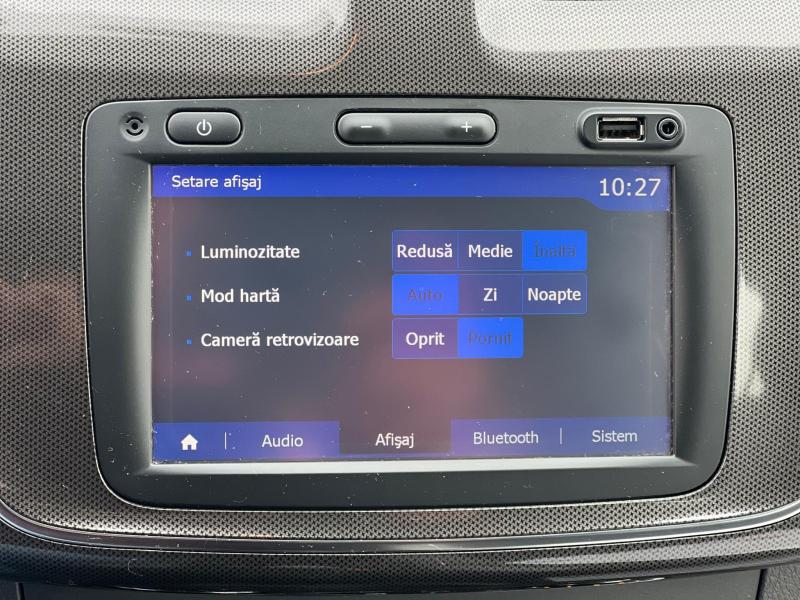 Setare afişaj 10:27
Luminozitate Redusă Medie Înaltă
Mod hartă Auto Zi Noapte
Cameră retrovizoare Oprit Pornit
Audio Afişaj Bluetooth Sistem